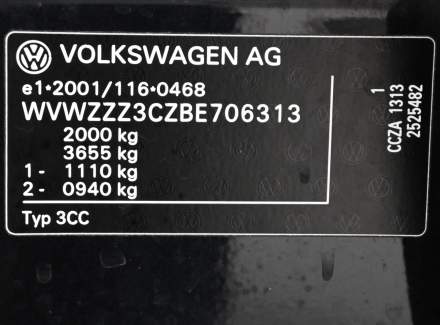 VOLKSWAGEN AG
e1*2001/116*0468
WVWZZZ3CZBE706313
2000 kg
3655 kg
1 - 1110 kg
2 - 0940 kg
Typ 3CC
1
CCZA 1313
2525482